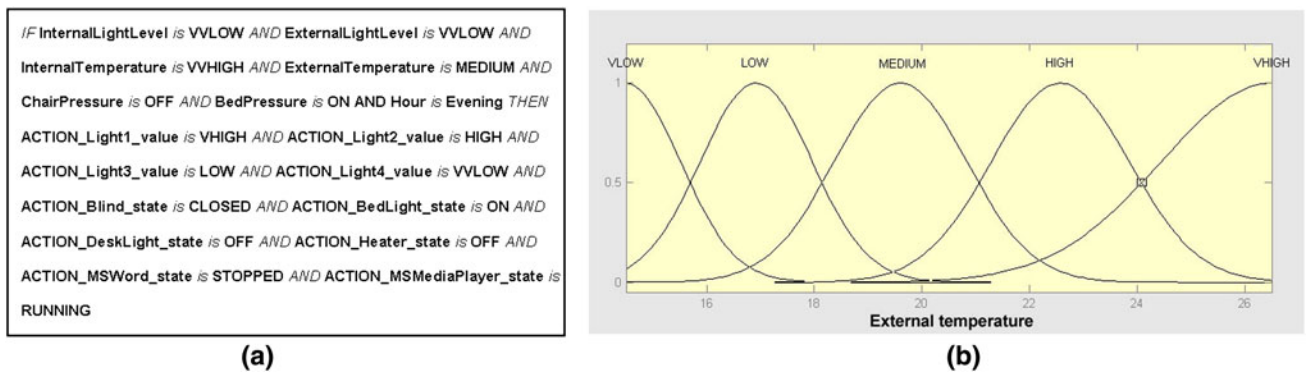 IF InternalLightLevel is VVLOW AND ExternalLightLevel is VVLOW AND
InternalTemperature is VVHIGH AND ExternalTemperature is MEDIUM AND
ChairPressure is OFF AND BedPressure is ON AND Hour is Evening THEN
ACTION_Light1_value is VHIGH AND ACTION_Light2_value is HIGH AND
ACTION_Light3_value is LOW AND ACTION_Light4_value is VVLOW AND
ACTION_Blind_state is CLOSED AND ACTION_BedLight_state is ON AND
ACTION_DeskLight_state is OFF AND ACTION_Heater_state is OFF AND
ACTION_MSWord_state is STOPPED AND ACTION_MSMediaPlayer_state is
RUNNING
(a)
VLOW LOW MEDIUM HIGH VHIGH
1
0.5
0
16 18 20 22 24 26
External temperature
(b)